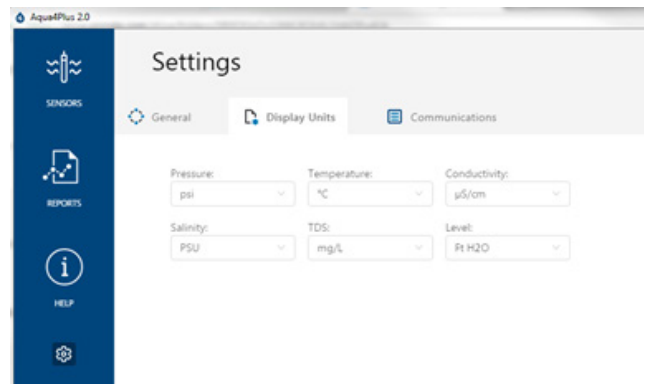 Aqua4Plus 2.0
Settings
SENSORS
General Display Units Communications
Pressure: Temperature: Conductivity:
psi °C µS/cm
REPORTS
Salinity: TDS: Level:
PSU mg/L Ft H2O
HELP